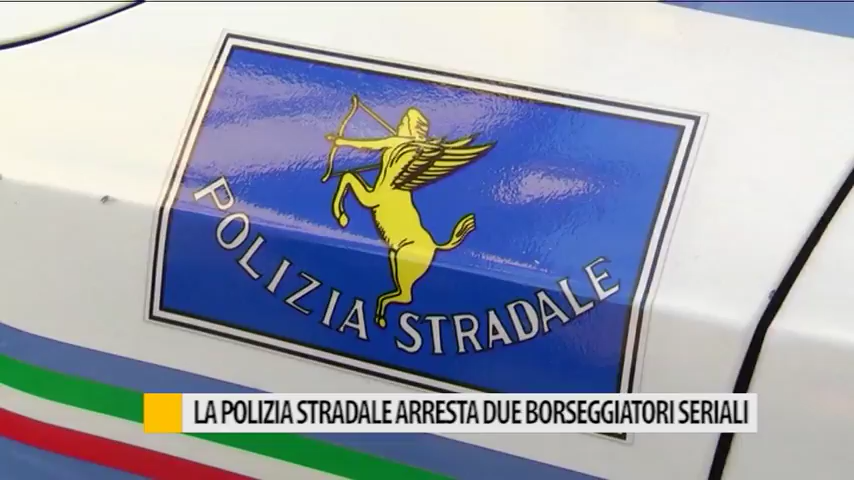 POLIZIA STRADALE
LA POLIZIA STRADALE ARRESTA DUE BORSEGGIATORI SERIALI